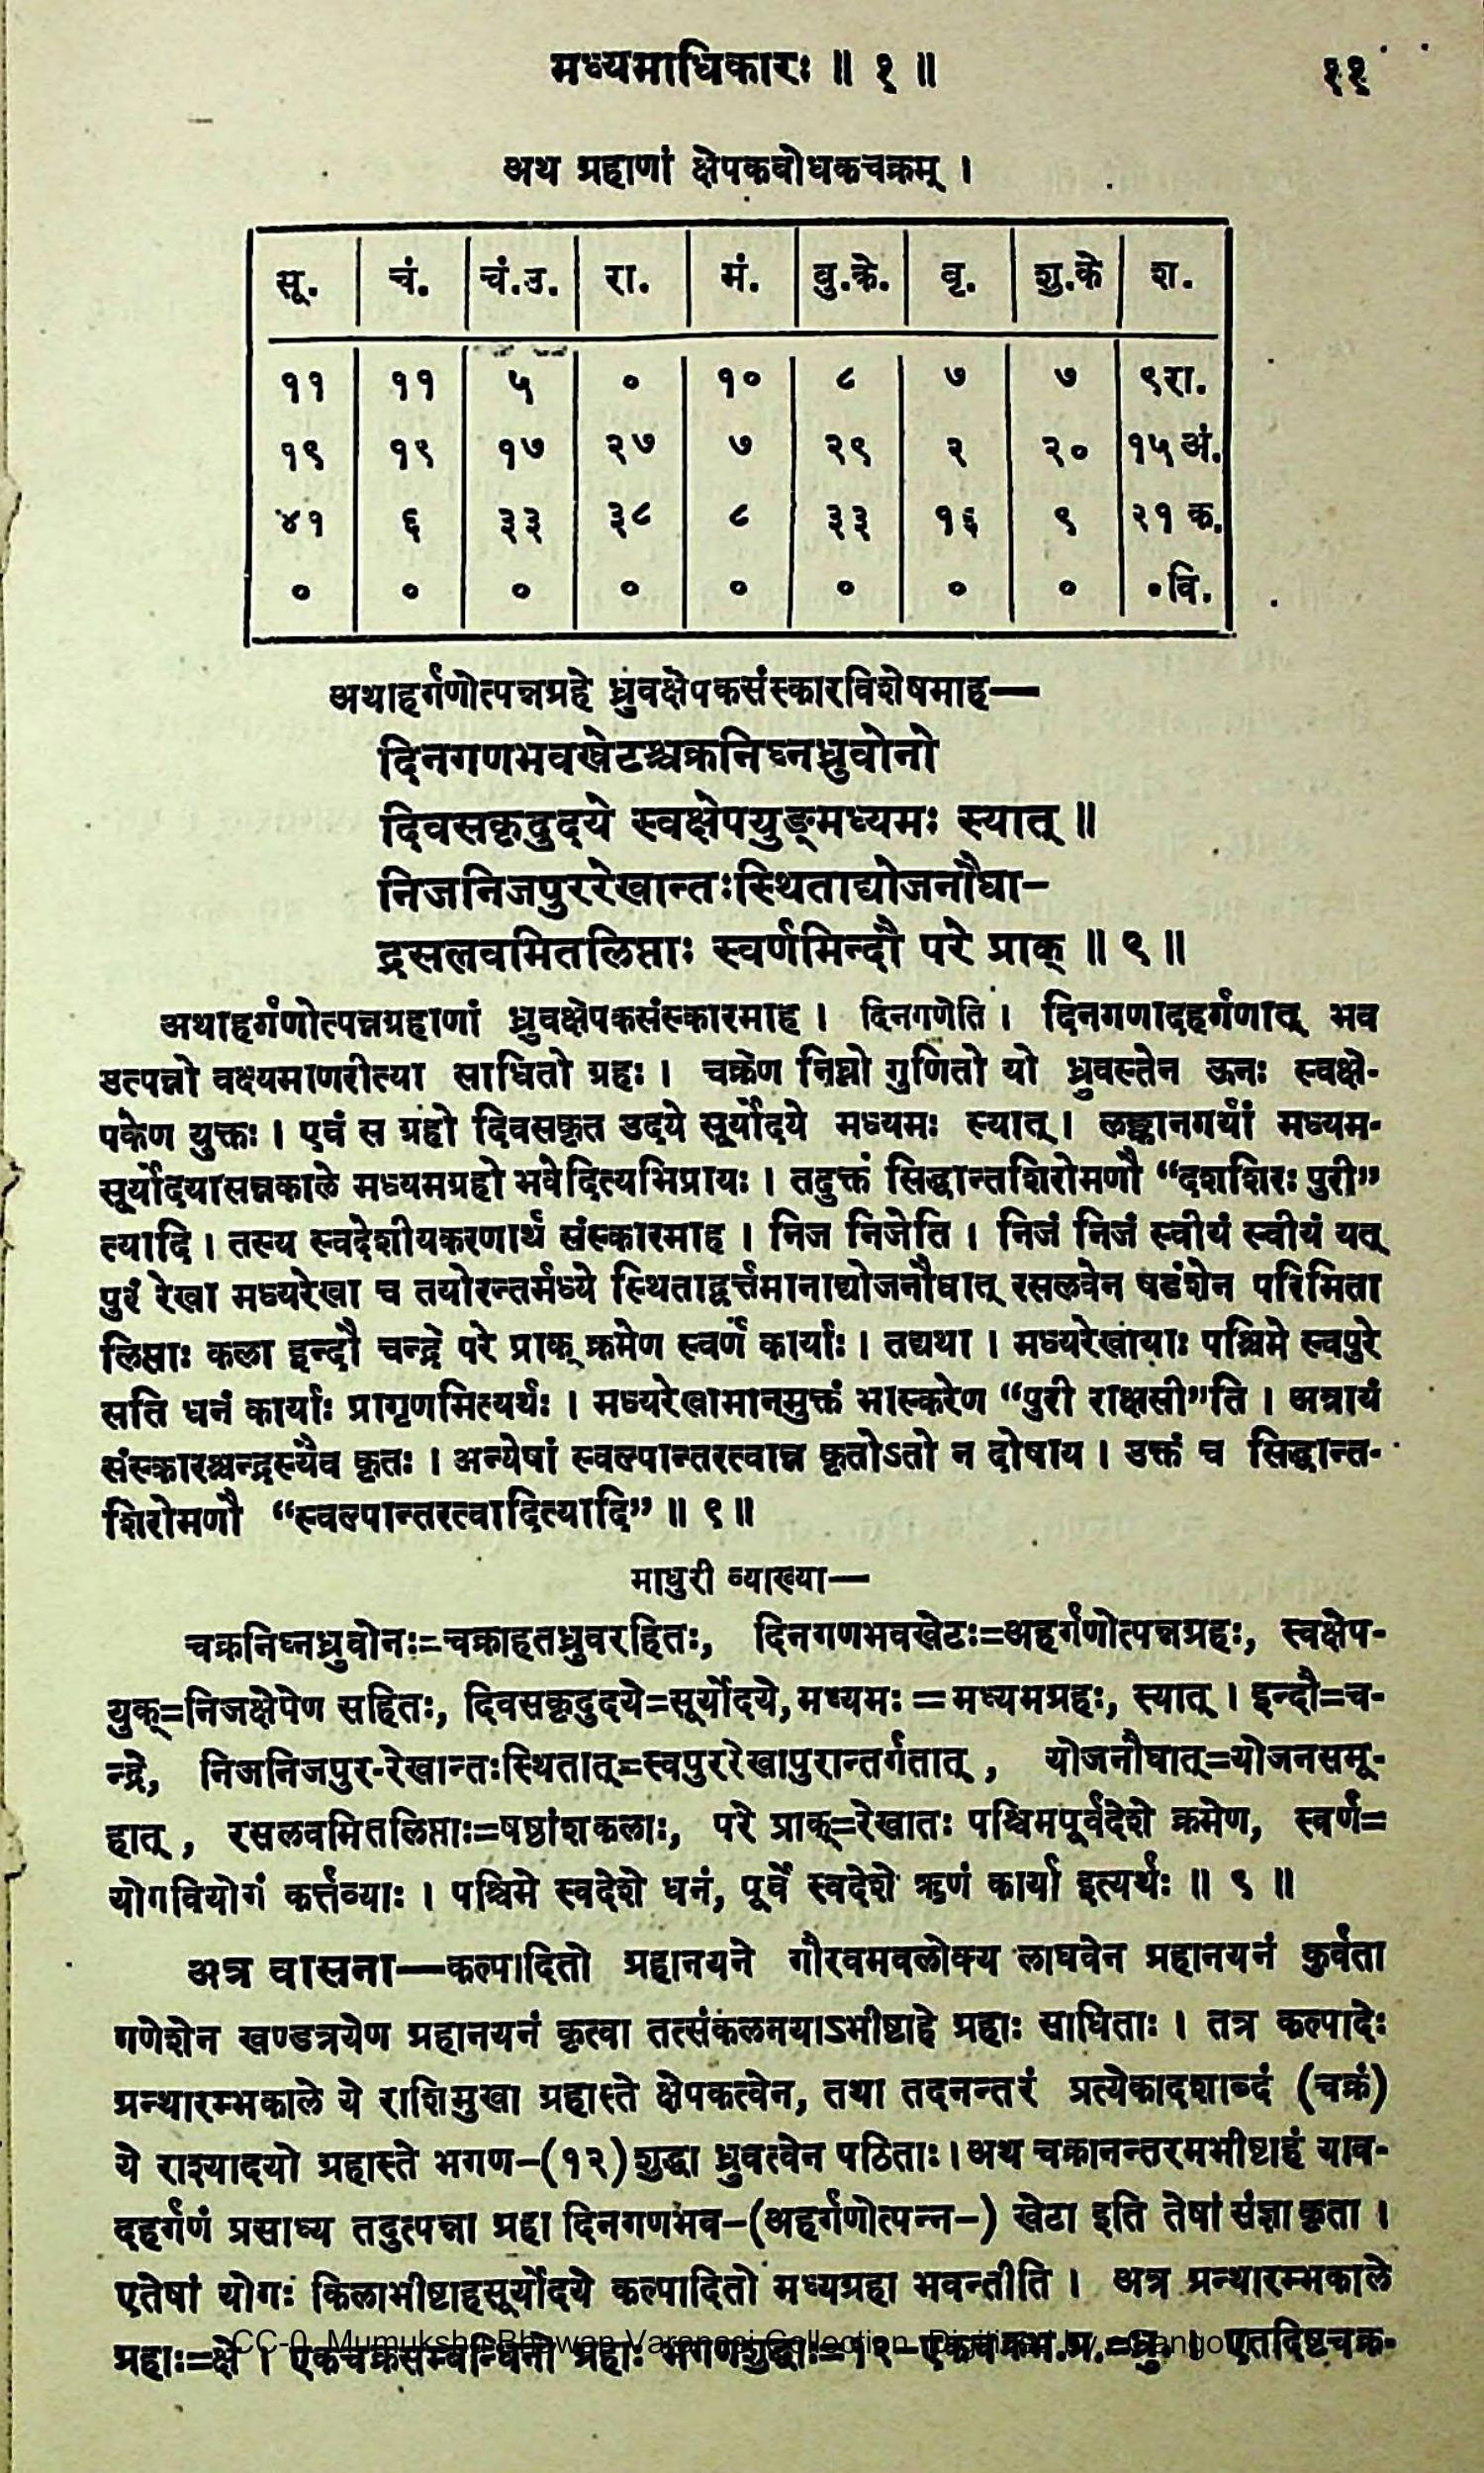 मध्यमाधिकारः ॥ १ ॥ ११
अथ ग्रहाणां क्षेपकबोधकचक्रम् ।
सू. चं. चं.उ. रा. मं. बु.के. वृ. शु.के श.
११ ११ ५ ० १० ८ ७ ७ ९रा.
१९ १९ १७ २७ ७ २९ २ २० १५ अं.
४१ ६ ३३ ३८ ८ ३३ १६ ९ २१ क.
० ० ० ० ० ० ० ० ०वि.
अथाहर्गणोत्पन्नग्रहे ध्रुवक्षेपकसंस्कारविशेषमाह—
दिनगणभवखेटश्चक्रनिघ्नध्रुवोनो
दिवसकृदुदये स्वक्षेपयुङ्मध्यमः स्यात् ॥
निजनिजपुररेखान्तःस्थिताद्योजनौघा-
द्रसलवमितलिप्ताः स्वर्णमिन्दौ परे प्राक् ॥ ९ ॥
अथाहर्गणोत्पन्नग्रहाणां ध्रुवक्षेपकसंस्कारमाह । दिनगणेति । दिनगणादहर्गणात् भव
उत्पन्नो वक्ष्यमाणरीत्या साधितो ग्रहः । चक्रेण निघ्नो गुणितो यो ध्रुवस्तेन ऊनः स्वक्षे-
पकेण युक्तः । एवं स ग्रहो दिवसकृत उदये सूर्योदये मध्यमः स्यात् । लङ्कानगर्यां मध्यम-
सूर्योदयासन्नकाले मध्यमग्रहो भवेदित्यभिप्रायः । तदुक्तं सिद्धान्तशिरोमणौ “दशशिरः पुरी”
त्यादि । तस्य स्वदेशीयकरणार्थं संस्कारमाह । निज निजेति । निजं निजं स्वीयं स्वीयं यत्
पुरं रेखा मध्यरेखा च तयोरन्तर्मध्ये स्थिताद्वर्त्तमानाद्योजनौघात् रसलवेन षडंशेन परिमिता
लिप्ताः कला इन्दौ चन्द्रे परे प्राक् क्रमेण स्वर्णं कार्याः । तद्यथा । मध्यरेखायाः पश्चिमे स्वपुरे
सति धनं कार्याः प्रागृणमित्यर्थः । मध्यरेखामानमुक्तं भास्करेण “पुरी राक्षसी”ति । अत्रायं
संस्कारश्चन्द्रस्यैव कृतः । अन्येषां स्वल्पान्तरत्वान्न कृतोऽतो न दोषाय । उक्तं च सिद्धान्त-
शिरोमणौ “स्वल्पान्तरत्वादित्यादि” ॥ ९ ॥
माधुरी व्याख्या—
चक्रनिघ्नध्रुवोनः=चक्राहतध्रुवरहितः, दिनगणभवखेटः=अहर्गणोत्पन्नग्रहः, स्वक्षेप-
युक्=निजक्षेपेण सहितः, दिवसकृदुदये=सूर्योदये, मध्यमः = मध्यमग्रहः, स्यात् । इन्दौ=च-
न्द्रे, निजनिजपुर-रेखान्तःस्थितात्=स्वपुररेखापुरान्तर्गतात् , योजनौघात्=योजनसमू-
हात् , रसलवमितलिप्ताः=षष्ठांशकलाः, परे प्राक्=रेखातः पश्चिमपूर्वदेशे क्रमेण, स्वर्णं=
योगवियोगं कर्त्तव्याः । पश्चिमे स्वदेशे धनं, पूर्वे स्वदेशे ऋणं कार्या इत्यर्थः ॥ ९ ॥
अत्र वासना—कल्पादितो ग्रहानयने गौरवमवलोक्य लाघवेन ग्रहानयनं कुर्वता
गणेशेन खण्डत्रयेण ग्रहानयनं कृत्वा तत्संकलनयाऽभीष्टाहे ग्रहाः साधिताः । तत्र कल्पादेः
ग्रन्थारम्भकाले ये राशिमुखा ग्रहास्ते क्षेपकत्वेन, तथा तदनन्तरं प्रत्येकादशाब्दं (चक्रं)
ये राश्यादयो ग्रहास्ते भगण-(१२) शुद्धा ध्रुवत्वेन पठिताः । अथ चक्रानन्तरमभीष्टाहं याव-
दहर्गणं प्रसाध्य तदुत्पन्ना ग्रहा दिनगणभव-(अहर्गणोत्पन्न-) खेटा इति तेषां संज्ञा कृता ।
एतेषां योगः किलाभीष्टाहसूर्योदये कल्पादितो मध्यग्रहा भवन्तीति । अत्र ग्रन्थारम्भकाले
ग्रहाः=क्षे । एकचक्रसम्बन्धिनो ग्रहाः भगणशुद्धाः=१२-एकचक्रभ.ग्र.=ध्रु. । एतदिष्टचक्र-
CC-0. Mumukshu Bhawan Varanasi Collection. Digitized by eGangotri